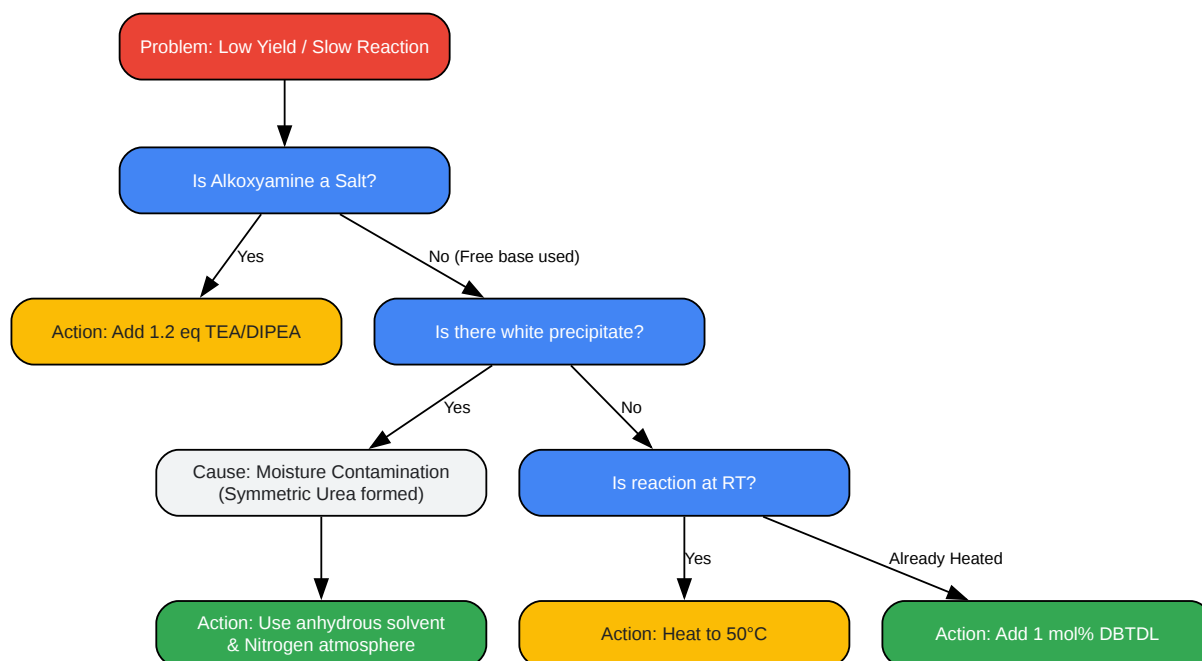 Problem: Low Yield / Slow Reaction
Is Alkoxyamine a Salt?
Yes
No (Free base used)
Action: Add 1.2 eq TEA/DIPEA
Is there white precipitate?
Yes
No
Cause: Moisture Contamination
(Symmetric Urea formed)
Is reaction at RT?
Yes
Already Heated
Action: Use anhydrous solvent
& Nitrogen atmosphere
Action: Heat to 50°C
Action: Add 1 mol% DBTDL